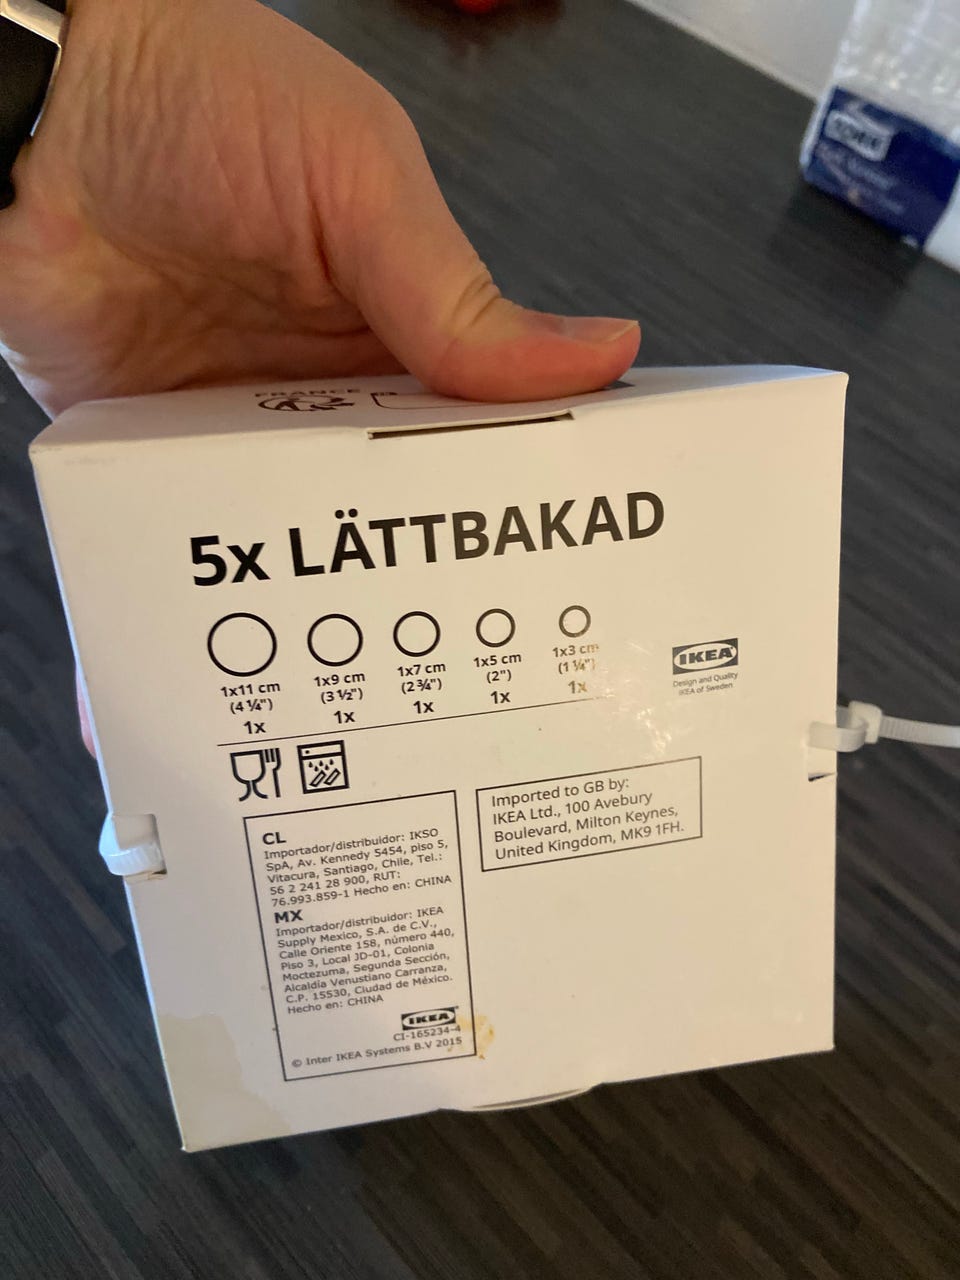 FRANCE
5x LÄTTBAKAD
1x11 cm
(4 ¼")
1x
1x9 cm
(3 ½")
1x
1x7 cm
(2 ¾")
1x
1x5 cm
(2")
1x
1x3 cm
(1 ¼")
1x
IKEA
Design and Quality
IKEA of Sweden
CL
Importador/distribuidor: IKSO
SpA, Av. Kennedy 5454, piso 5,
Vitacura, Santiago, Chile, Tel.:
56 2 241 28 900, RUT:
76.993.859-1 Hecho en: CHINA
MX
Importador/distribuidor: IKEA
Supply Mexico, S.A. de C.V.,
Calle Oriente 158, número 440,
Piso 3, Local JD-01, Colonia
Moctezuma, Segunda Sección,
Alcaldía Venustiano Carranza,
C.P. 15530, Ciudad de México.
Hecho en: CHINA
IKEA
CI-165234-4
© Inter IKEA Systems B.V 2015
Imported to GB by:
IKEA Ltd., 100 Avebury
Boulevard, Milton Keynes,
United Kingdom, MK9 1FH.